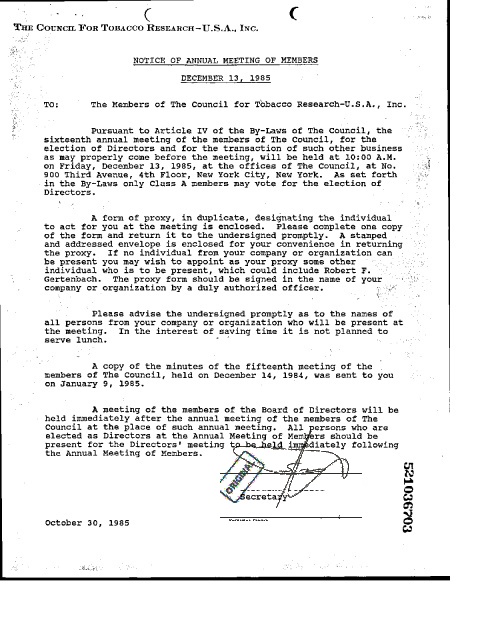 THE COUNCIL FOR TOBACCO RESEARCH-U.S.A., INC.
NOTICE OF ANNUAL MEETING OF MEMBERS
DECEMBER 13, 1985
TO: The Members of The Council for Tobacco Research-U.S.A., Inc.
Pursuant to Article IV of the By-Laws of The Council, the
sixteenth annual meeting of the members of The Council, for the
election of Directors and for the transaction of such other business
as may properly come before the meeting, will be held at 10:00 A.M.
on Friday, December 13, 1985, at the offices of The Council, at No.
900 Third Avenue, 4th Floor, New York City, New York. As set forth
in the By-Laws only Class A members may vote for the election of
Directors.
A form of proxy, in duplicate, designating the individual
to act for you at the meeting is enclosed. Please complete one copy
of the form and return it to the undersigned promptly. A stamped
and addressed envelope is enclosed for your convenience in returning
the proxy. If no individual from your company or organization can
be present you may wish to appoint as your proxy some other
individual who is to be present, which could include Robert F.
Gertenbach. The proxy form should be signed in the name of your
company or organization by a duly authorized officer.
Please advise the undersigned promptly as to the names of
all persons from your company or organization who will be present at
the meeting. In the interest of saving time it is not planned to
serve lunch.
A copy of the minutes of the fifteenth meeting of the
members of The Council, held on December 14, 1984, was sent to you
on January 9, 1985.
A meeting of the members of the Board of Directors will be
held immediately after the annual meeting of the members of The
Council at the place of such annual meeting. All persons who are
elected as Directors at the Annual Meeting of Members should be
present for the Directors' meeting to be held immediately following
the Annual Meeting of Members.
ORIGINAL
Secretary
October 30, 1985
521036703